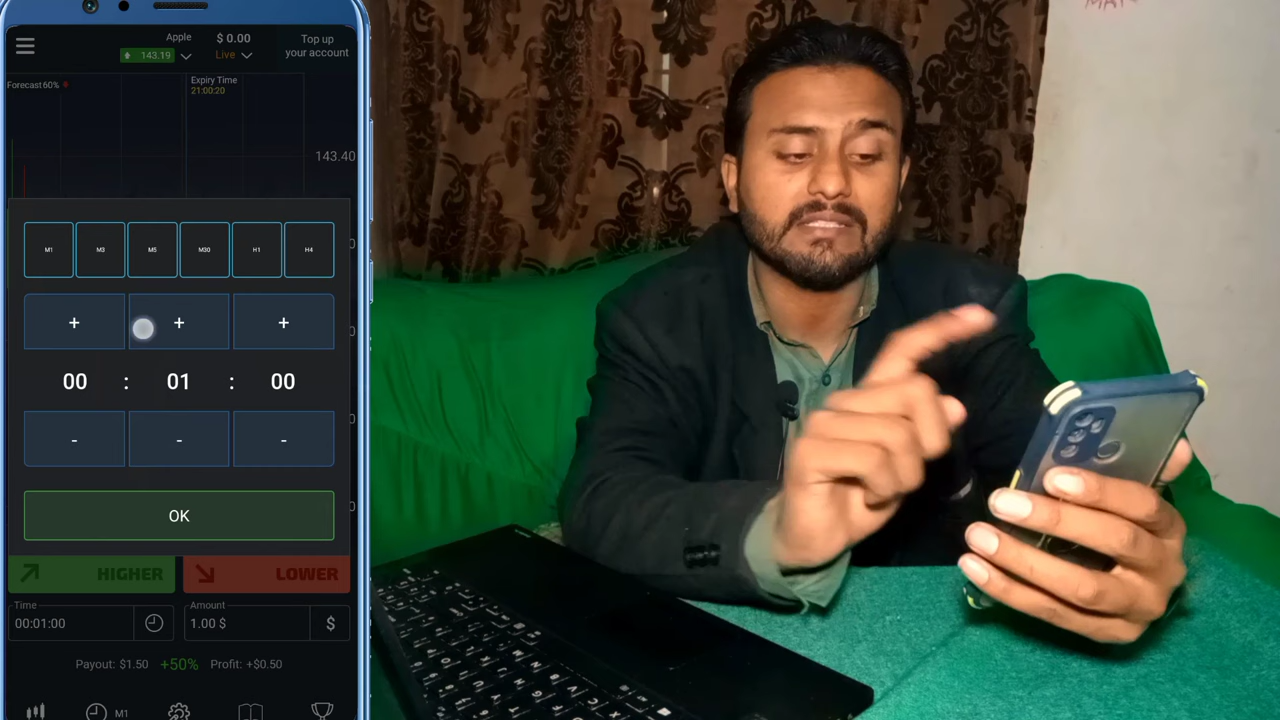 Apple
$ 0.00
Top up
your account
143.19
Live
Forecast60%
Expiry Time
21:00:20
143.40
M1 M3 M5 M30 H1 H4
+ + +
00 : 01 : 00
- - -
OK
HIGHER
LOWER
Time
00:01:00
Amount
1.00 $
$
Payout: $1.50 +50% Profit: +$0.50
M1